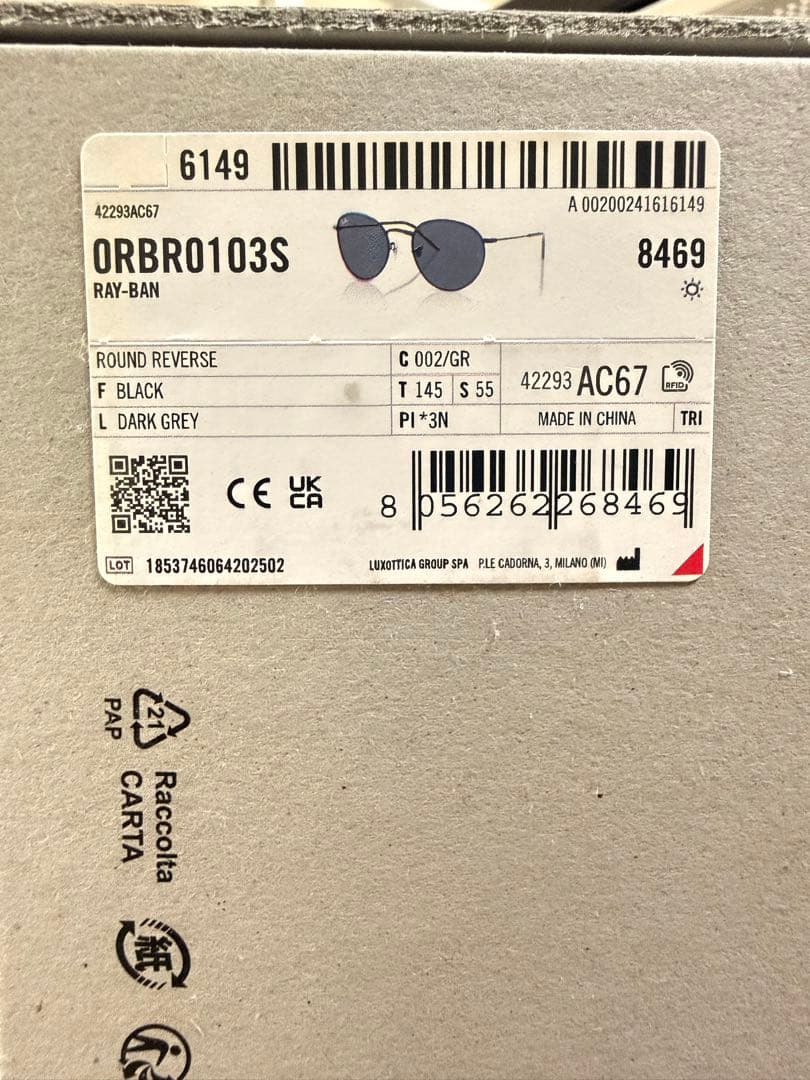 6149
42293AC67
A 00200241616149
0RBR0103S
8469
RAY-BAN
ROUND REVERSE
C 002/GR
F BLACK
T 145 S 55
42293 AC67
RFID
L DARK GREY
PI *3N
MADE IN CHINA
TRI
CE UKCA
8 056262 268469
LOT 1853746064202502
LUXOTTICA GROUP SPA P.LE CADORNA, 3, MILANO (MI)
21
PAP
Raccolta
CARTA
紙